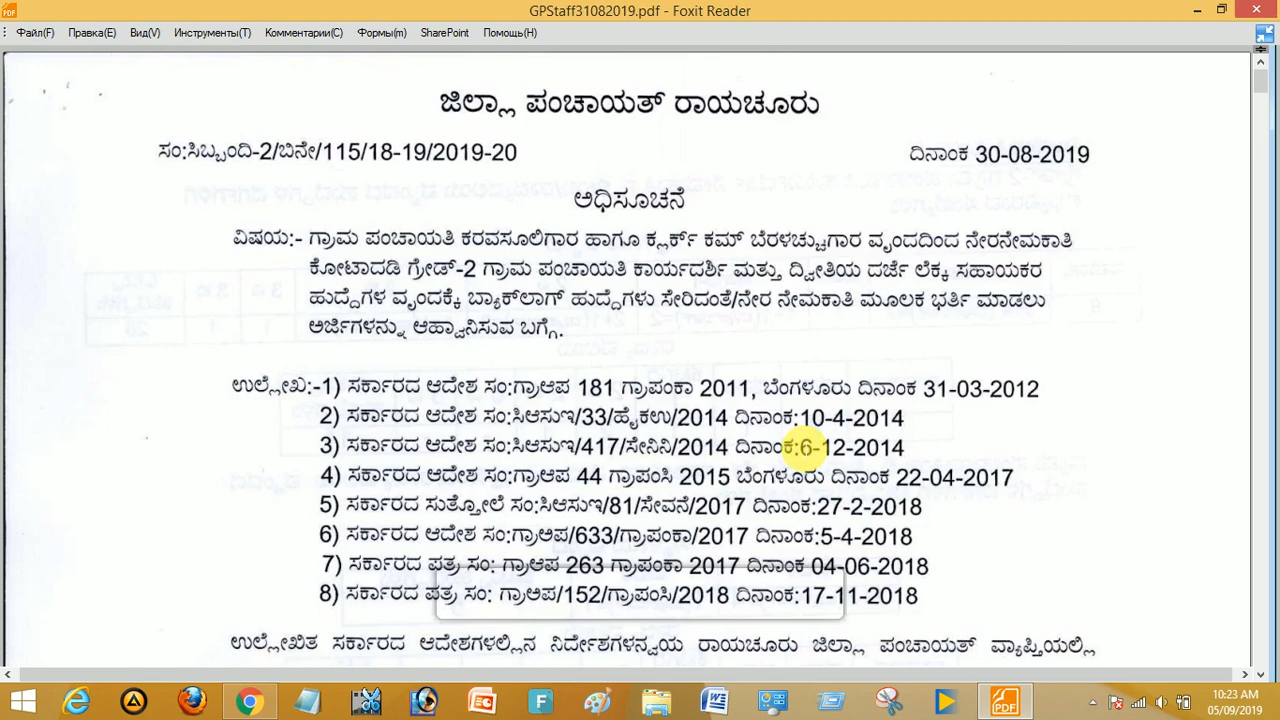 GPStaff31082019.pdf - Foxit Reader
Файл(F) Правка(E) Вид(V) Инструменты(T) Комментарии(C) Формы(m) SharePoint Помощь(H)
ಜಿಲ್ಲಾ ಪಂಚಾಯತ್ ರಾಯಚೂರು
ಸಂ:ಸಿಬ್ಬಂದಿ-2/ಬಿನೇ/115/18-19/2019-20 ದಿನಾಂಕ 30-08-2019
ಅಧಿಸೂಚನೆ
ವಿಷಯ:- ಗ್ರಾಮ ಪಂಚಾಯತಿ ಕರವಸೂಲಿಗಾರ ಹಾಗೂ ಕ್ಲರ್ಕ್ ಕಮ್ ಬೆರಳಚ್ಚುಗಾರ ವೃಂದದಿಂದ ನೇರನೇಮಕಾತಿ
ಕೋಟಾದಡಿ ಗ್ರೇಡ್-2 ಗ್ರಾಮ ಪಂಚಾಯತಿ ಕಾರ್ಯದರ್ಶಿ ಮತ್ತು ದ್ವಿತೀಯ ದರ್ಜೆ ಲೆಕ್ಕ ಸಹಾಯಕರ
ಹುದ್ದೆಗಳ ವೃಂದಕ್ಕೆ ಬ್ಯಾಕ್‌ಲಾಗ್ ಹುದ್ದೆಗಳು ಸೇರಿದಂತೆ/ನೇರ ನೇಮಕಾತಿ ಮೂಲಕ ಭರ್ತಿ ಮಾಡಲು
ಅರ್ಜಿಗಳನ್ನು ಆಹ್ವಾನಿಸುವ ಬಗ್ಗೆ.
ಉಲ್ಲೇಖ:-1) ಸರ್ಕಾರದ ಆದೇಶ ಸಂ:ಗ್ರಾಅಪ 181 ಗ್ರಾಪಂಕಾ 2011, ಬೆಂಗಳೂರು ದಿನಾಂಕ 31-03-2012
2) ಸರ್ಕಾರದ ಆದೇಶ ಸಂ:ಸಿಆಸುಇ/33/ಹೈಕಉ/2014 ದಿನಾಂಕ:10-4-2014
3) ಸರ್ಕಾರದ ಆದೇಶ ಸಂ:ಸಿಆಸುಇ/417/ಸೇನಿನಿ/2014 ದಿನಾಂಕ:6-12-2014
4) ಸರ್ಕಾರದ ಆದೇಶ ಸಂ:ಗ್ರಾಅಪ 44 ಗ್ರಾಪಂಸಿ 2015 ಬೆಂಗಳೂರು ದಿನಾಂಕ 22-04-2017
5) ಸರ್ಕಾರದ ಸುತ್ತೋಲೆ ಸಂ:ಸಿಆಸುಇ/81/ಸೇವನೆ/2017 ದಿನಾಂಕ:27-2-2018
6) ಸರ್ಕಾರದ ಆದೇಶ ಸಂ:ಗ್ರಾಅಪ/633/ಗ್ರಾಪಂಕಾ/2017 ದಿನಾಂಕ:5-4-2018
7) ಸರ್ಕಾರದ ಪತ್ರ ಸಂ: ಗ್ರಾಅಪ 263 ಗ್ರಾಪಂಕಾ 2017 ದಿನಾಂಕ 04-06-2018
8) ಸರ್ಕಾರದ ಪತ್ರ ಸಂ: ಗ್ರಾಅಪ/152/ಗ್ರಾಪಂಸಿ/2018 ದಿನಾಂಕ:17-11-2018
ಉಲ್ಲೇಖಿತ ಸರ್ಕಾರದ ಆದೇಶಗಳಲ್ಲಿನ ನಿರ್ದೇಶಗಳನ್ವಯ ರಾಯಚೂರು ಜಿಲ್ಲಾ ಪಂಚಾಯತ್ ವ್ಯಾಪ್ತಿಯಲ್ಲಿ
10:23 AM
05/09/2019